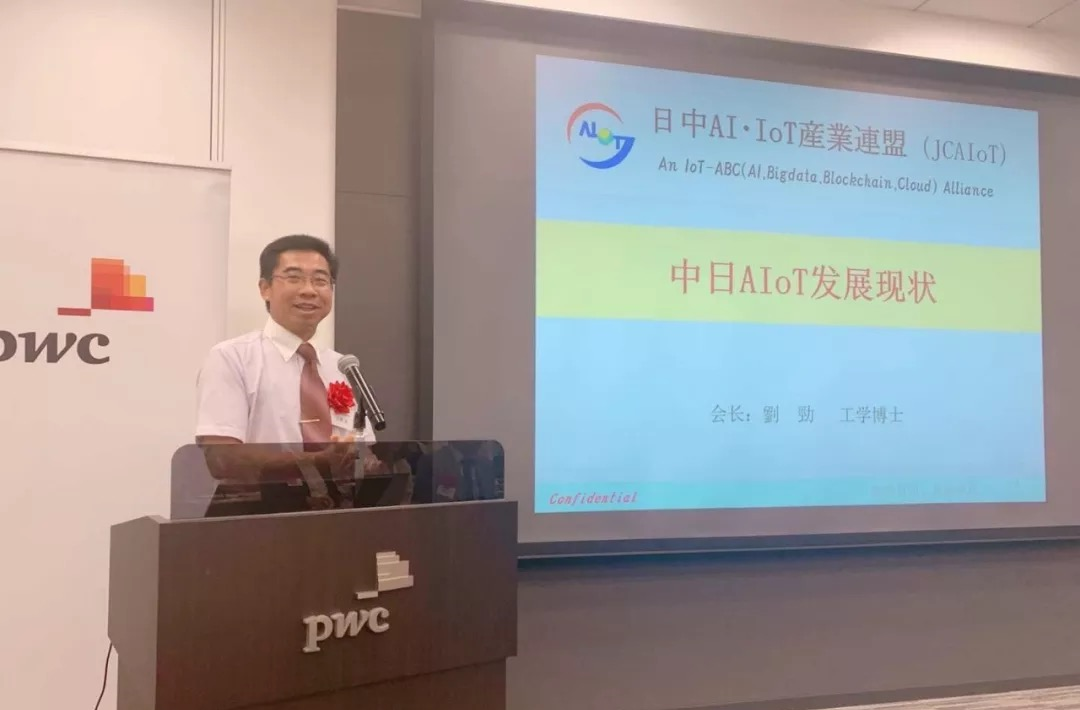 pwc
AIoT
日中AI·IoT産業連盟 (JCAIoT)
An IoT-ABC(AI,Bigdata,Blockchain,Cloud) Alliance
中日AIoT发展现状
会长：劉 勁 工学博士
Confidential
pwc